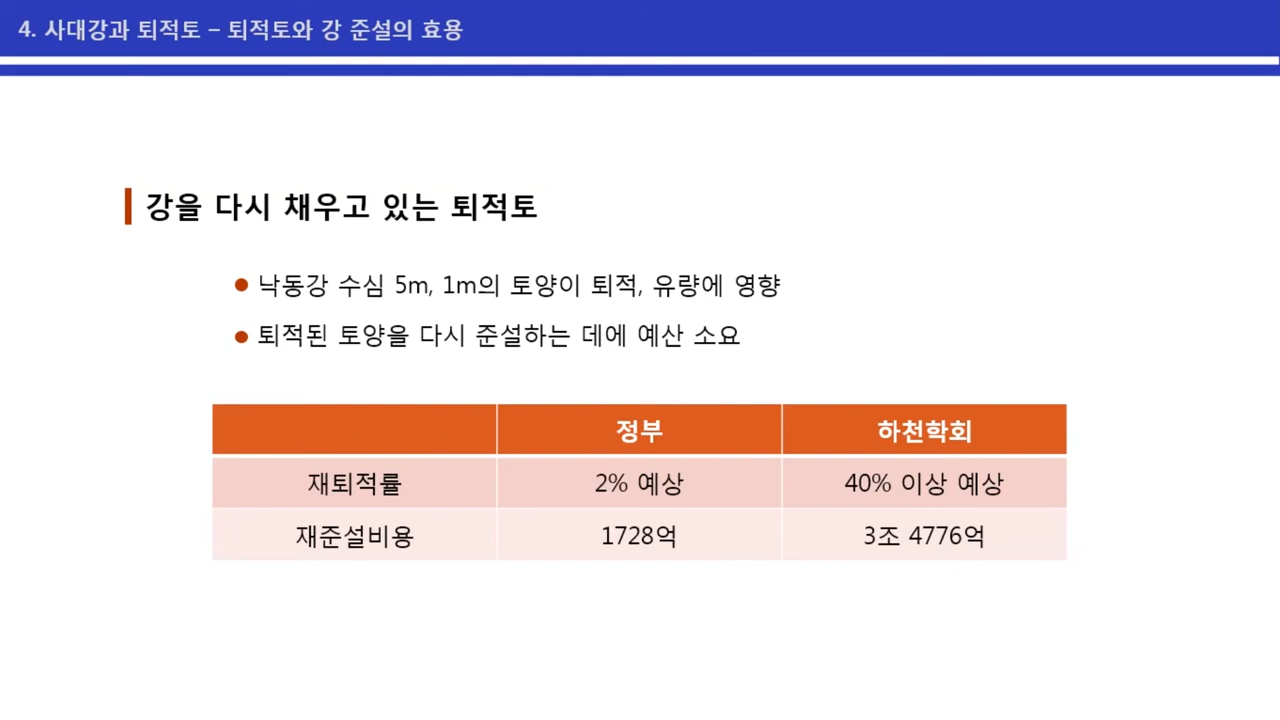 4. 사대강과 퇴적토 – 퇴적토와 강 준설의 효용
강을 다시 채우고 있는 퇴적토
낙동강 수심 5m, 1m의 토양이 퇴적, 유량에 영향
퇴적된 토양을 다시 준설하는 데에 예산 소요
정부 하천학회
재퇴적률 2% 예상 40% 이상 예상
재준설비용 1728억 3조 4776억